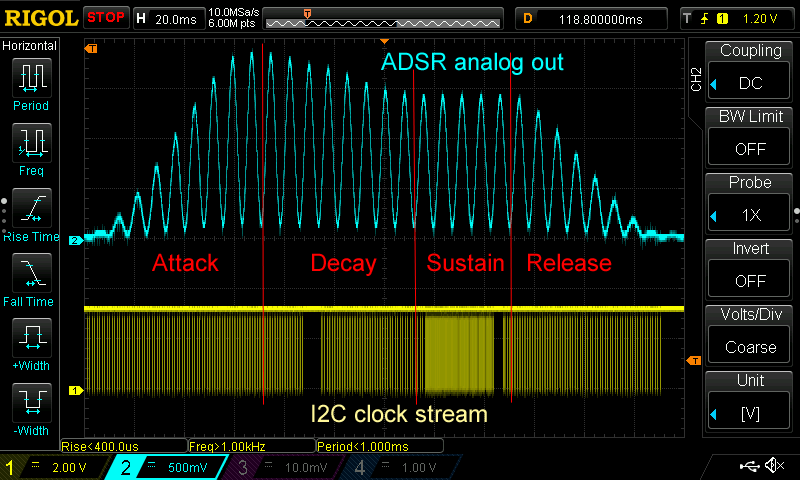 RIGOL STOP H 20.0ms 10.0MSa/s 6.00M pts T D 118.800000ms T 1 1.20 V
Horizontal
Period
Freq
Rise Time
Fall Time
+Width
-Width
T
ADSR analog out
2
Attack Decay Sustain Release
T
1
I2C clock stream
CH2
Coupling
DC
BW Limit
OFF
Probe
1X
Invert
OFF
Volts/Div
Coarse
Unit
[V]
Rise<400.0us Freq>1.00kHz Period<1.000ms
1 2.00 V 2 500mV 3 10.0mV 4 1.00 V